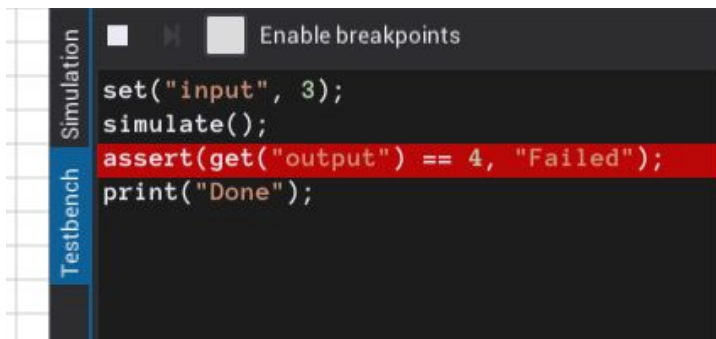 Simulation
Testbench
Enable breakpoints
set("input", 3);
simulate();
assert(get("output") == 4, "Failed");
print("Done");